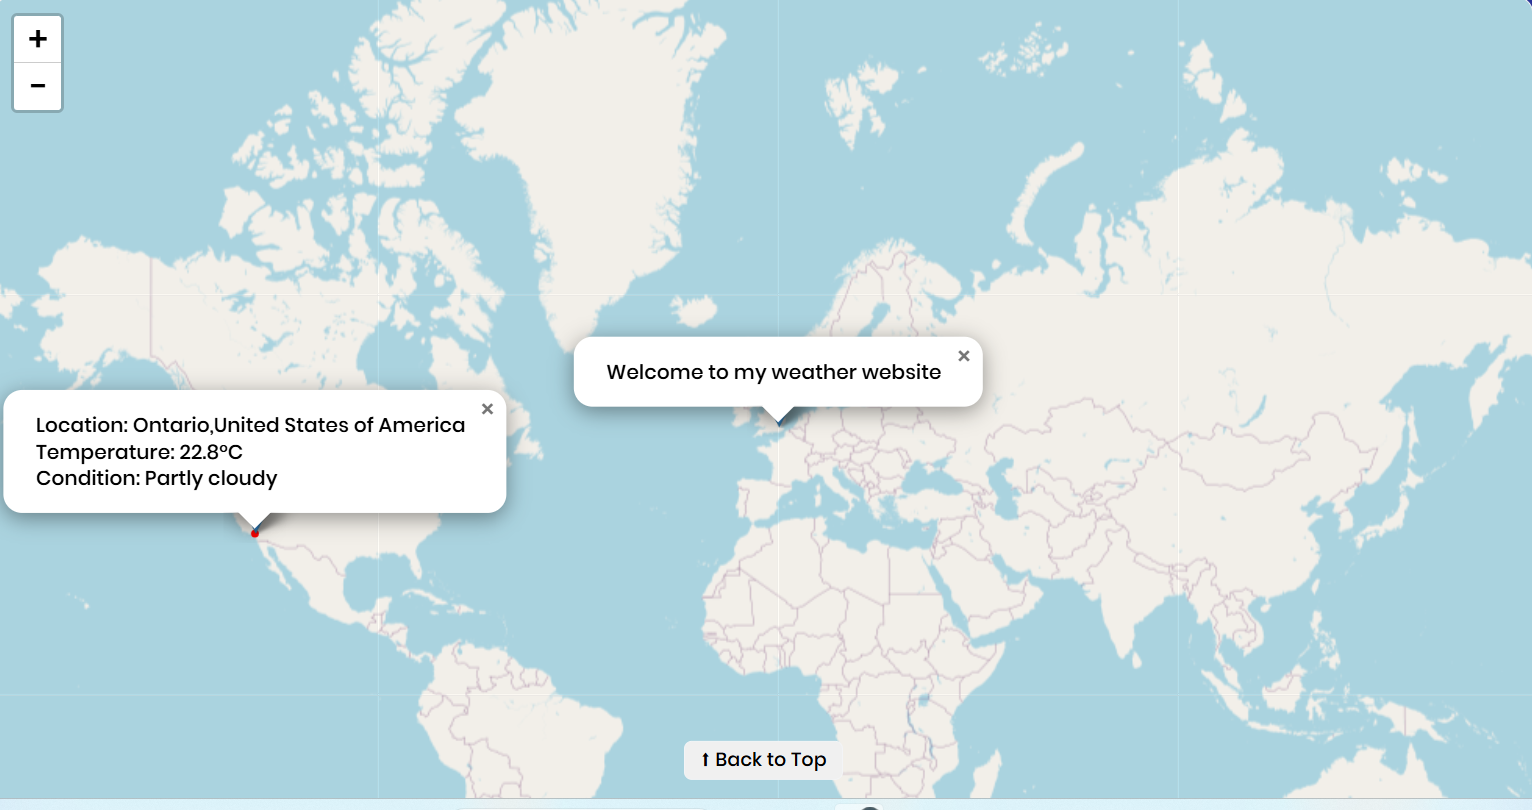 +
−
Welcome to my weather website
×
Location: Ontario,United States of America
Temperature: 22.8°C
Condition: Partly cloudy
×
⭡ Back to Top